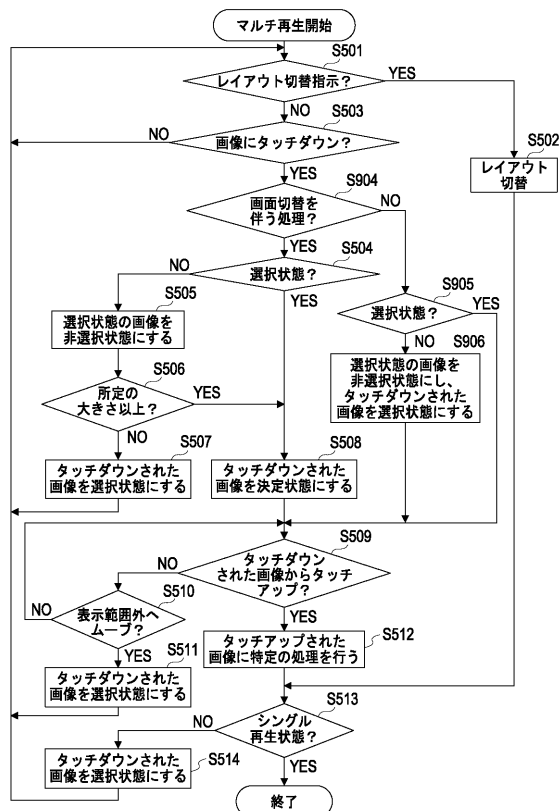 マルチ再生開始
S501
レイアウト切替指示?
YES
NO
S503
画像にタッチダウン?
NO
YES
S502
レイアウト
切替
S904
画面切替を
伴う処理?
NO
YES
S504
選択状態?
NO
YES
S905
選択状態?
YES
NO
S505
選択状態の画像を
非選択状態にする
S906
選択状態の画像を
非選択状態にし、
タッチダウンされた
画像を選択状態にする
S506
所定の
大きさ以上?
YES
NO
S507
タッチダウンされた
画像を選択状態にする
S508
タッチダウンされた
画像を決定状態にする
S509
タッチダウン
された画像からタッチ
アップ?
NO
YES
S510
表示範囲外へ
ムーブ?
NO
YES
S511
タッチダウンされた
画像を選択状態にする
S512
タッチアップされた
画像に特定の処理を行う
S513
シングル
再生状態?
NO
YES
S514
タッチダウンされた
画像を選択状態にする
終了